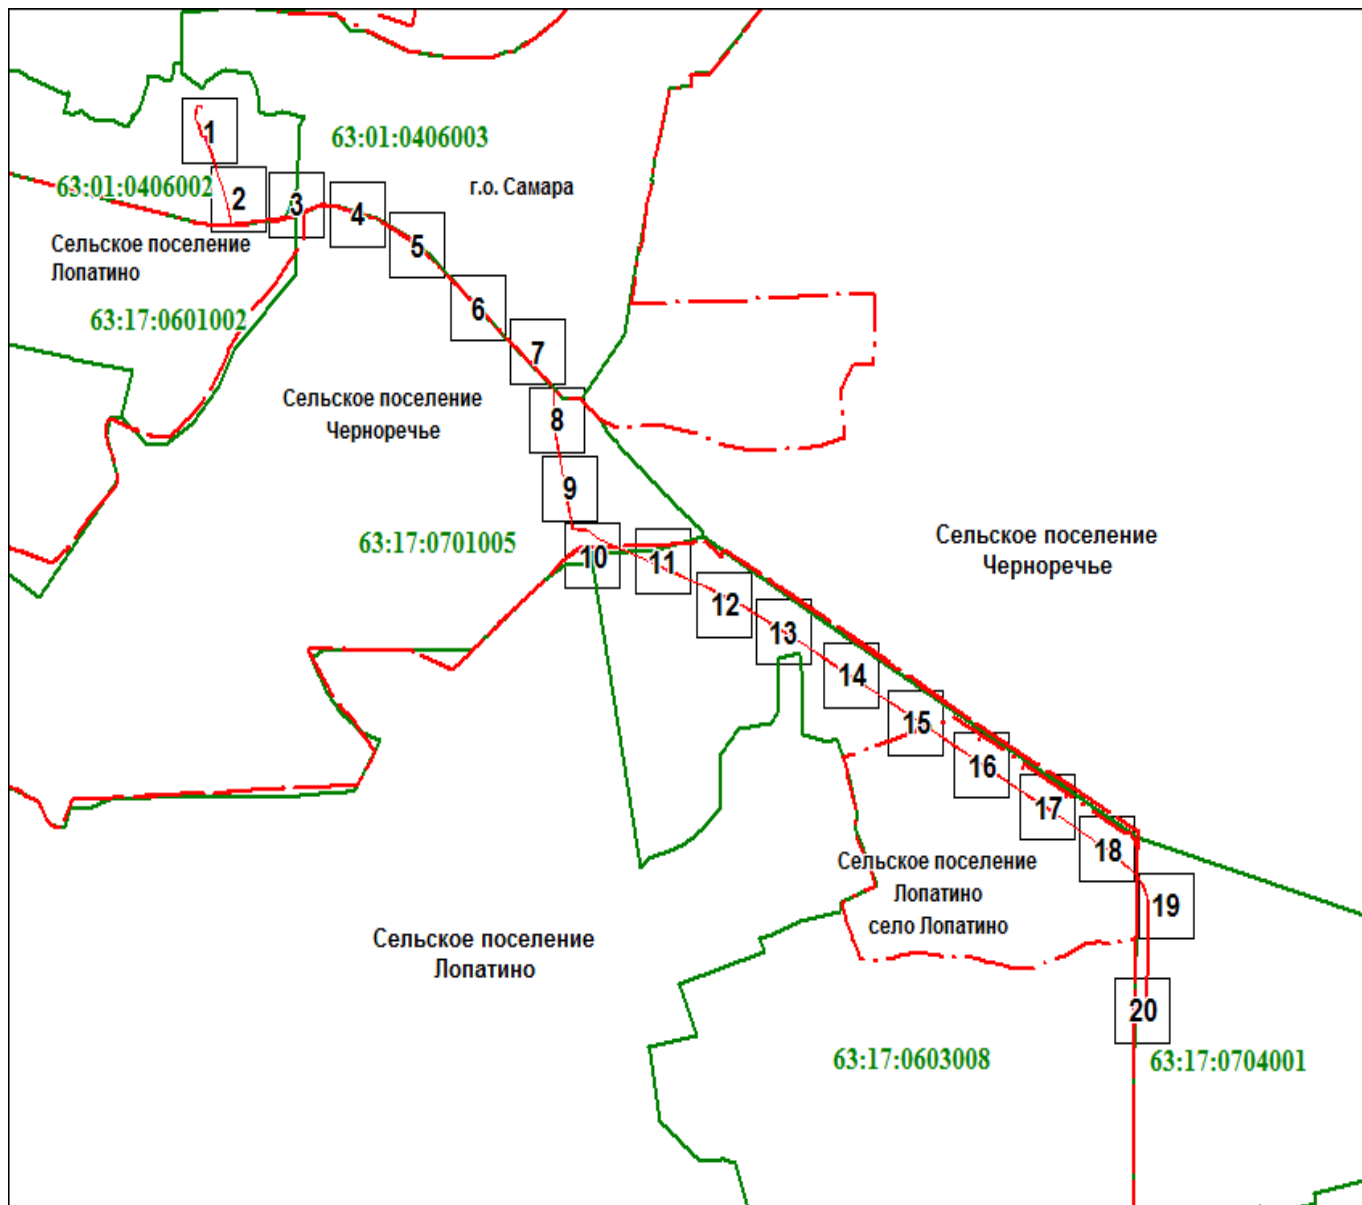 1
63:01:0406003
63:01:0406002
2
3
4
г.о. Самара
Сельское поселение
Лопатино
5
63:17:0601002
6
7
Сельское поселение
Черноречье
8
9
63:17:0701005
10
11
Сельское поселение
Черноречье
12
13
14
15
16
17
18
Сельское поселение
Лопатино
село Лопатино
19
Сельское поселение
Лопатино
20
63:17:0603008
63:17:0704001